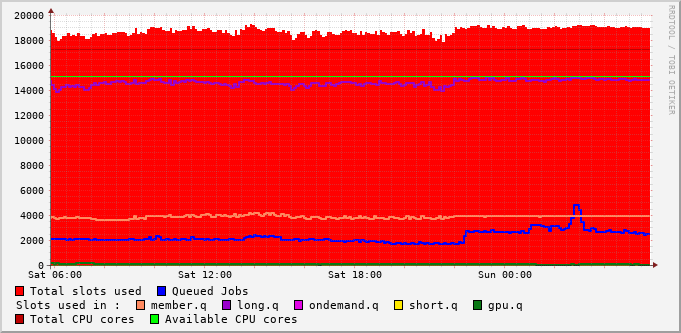 20000
18000
16000
14000
12000
10000
8000
6000
4000
2000
0
Sat 06:00 Sat 12:00 Sat 18:00 Sun 00:00
RRDTOOL / TOBI OETIKER
Total slots used Queued Jobs
Slots used in : member.q long.q ondemand.q short.q gpu.q
Total CPU cores Available CPU cores